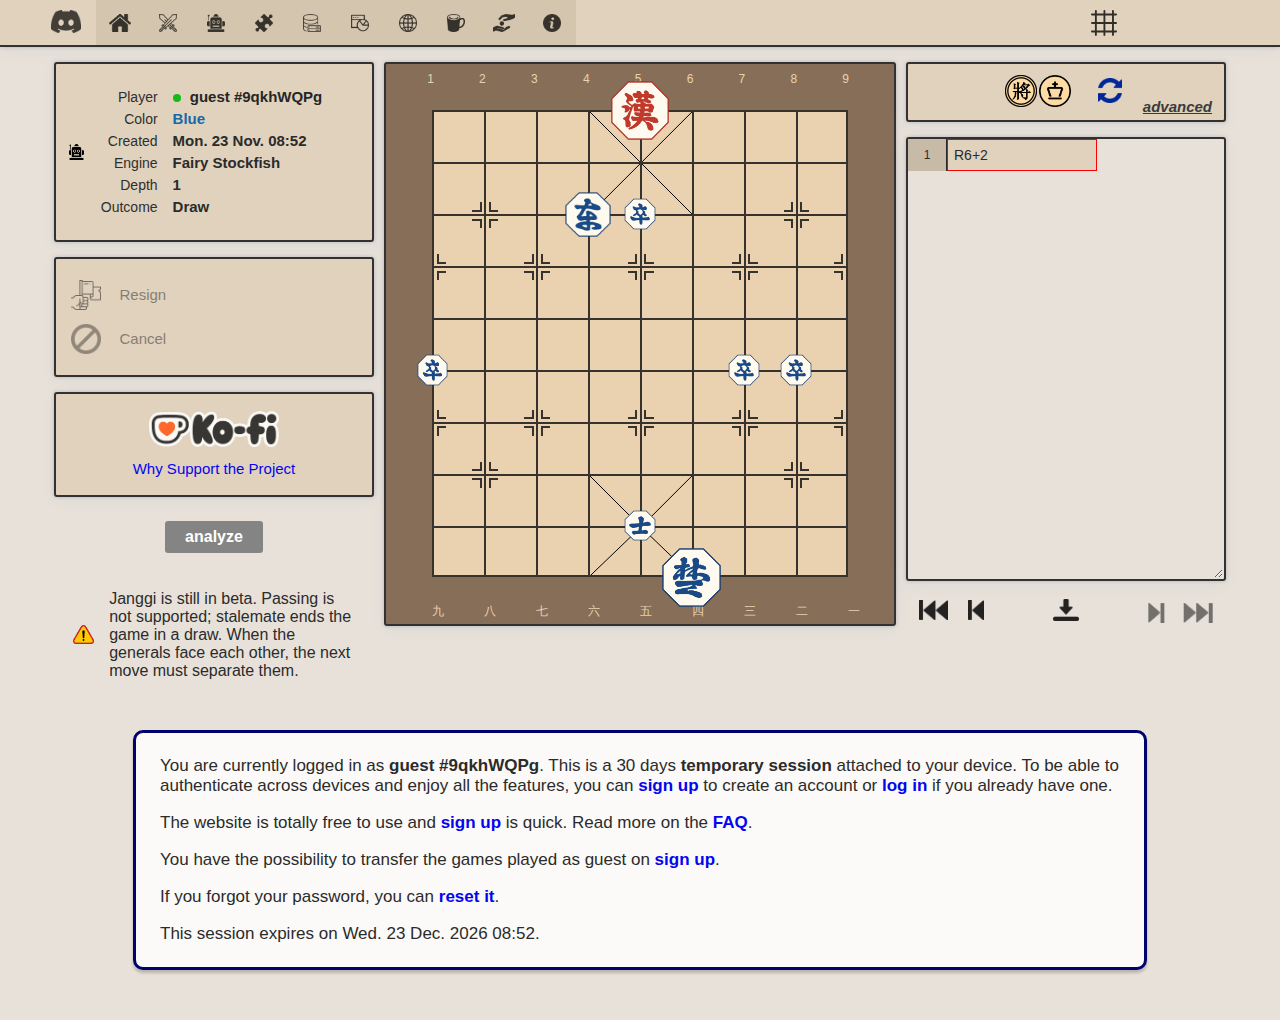 Player guest #9qkhWQPg
Color Blue
Created Mon. 23 Nov. 08:52
Engine Fairy Stockfish
Depth 1
Outcome Draw
Resign
Cancel
Ko-fi
Why Support the Project
analyze
Janggi is still in beta. Passing is
not supported; stalemate ends the
game in a draw. When the
generals face each other, the next
move must separate them.
1 2 3 4 5 6 7 8 9
漢
車 卒
卒 卒 卒
士
楚
九 八 七 六 五 四 三 二 一
將
advanced
1 R6+2
You are currently logged in as guest #9qkhWQPg. This is a 30 days temporary session attached to your device. To be able to
authenticate across devices and enjoy all the features, you can sign up to create an account or log in if you already have one.
The website is totally free to use and sign up is quick. Read more on the FAQ.
You have the possibility to transfer the games played as guest on sign up.
If you forgot your password, you can reset it.
This session expires on Wed. 23 Dec. 2026 08:52.